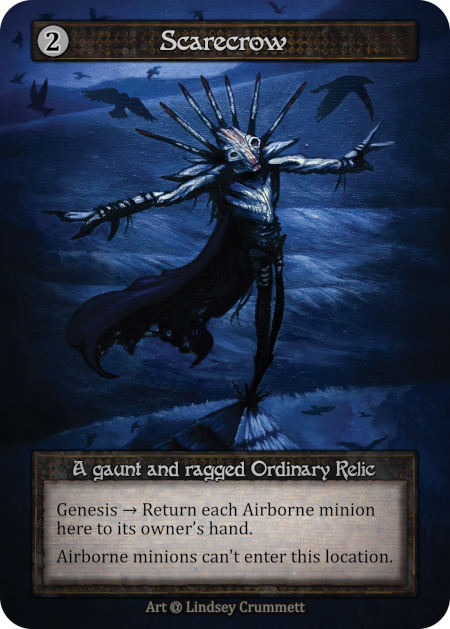 2
Scarecrow
A gaunt and ragged Ordinary Relic
Genesis → Return each Airborne minion
here to its owner's hand.
Airborne minions can't enter this location.
Art @ Lindsey Crummett